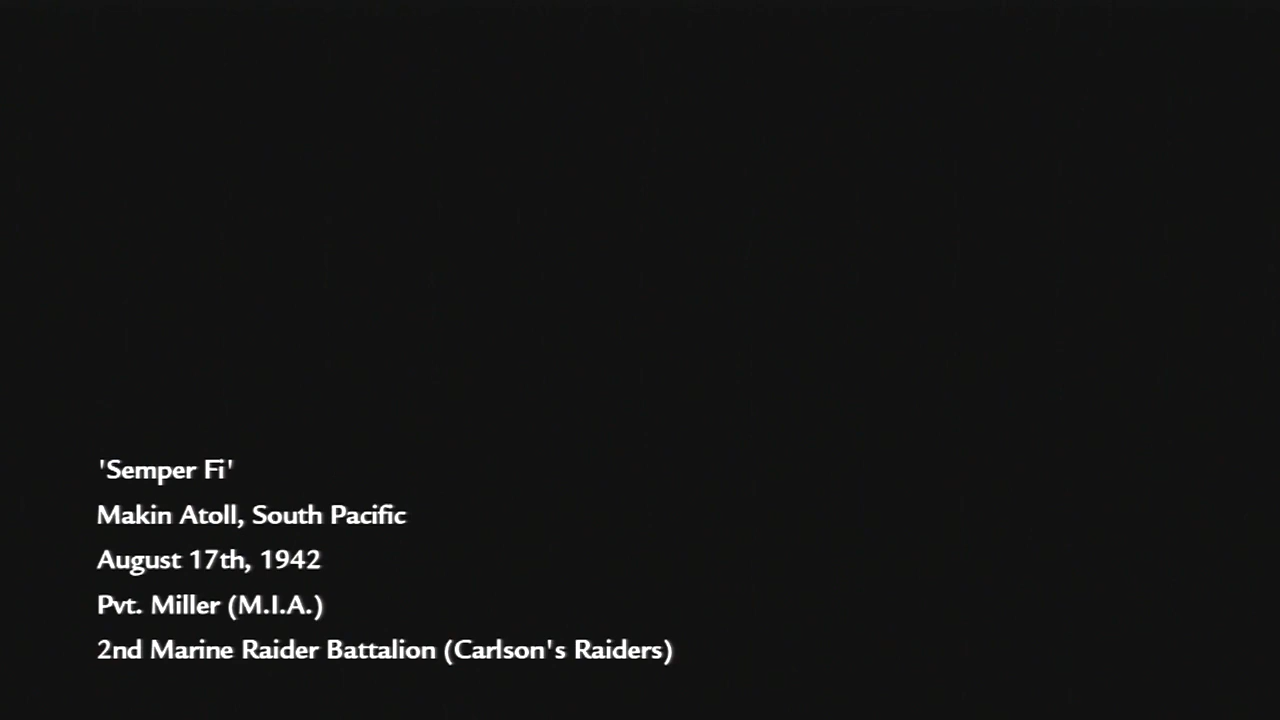 'Semper Fi'
Makin Atoll, South Pacific
August 17th, 1942
Pvt. Miller (M.I.A.)
2nd Marine Raider Battalion (Carlson's Raiders)